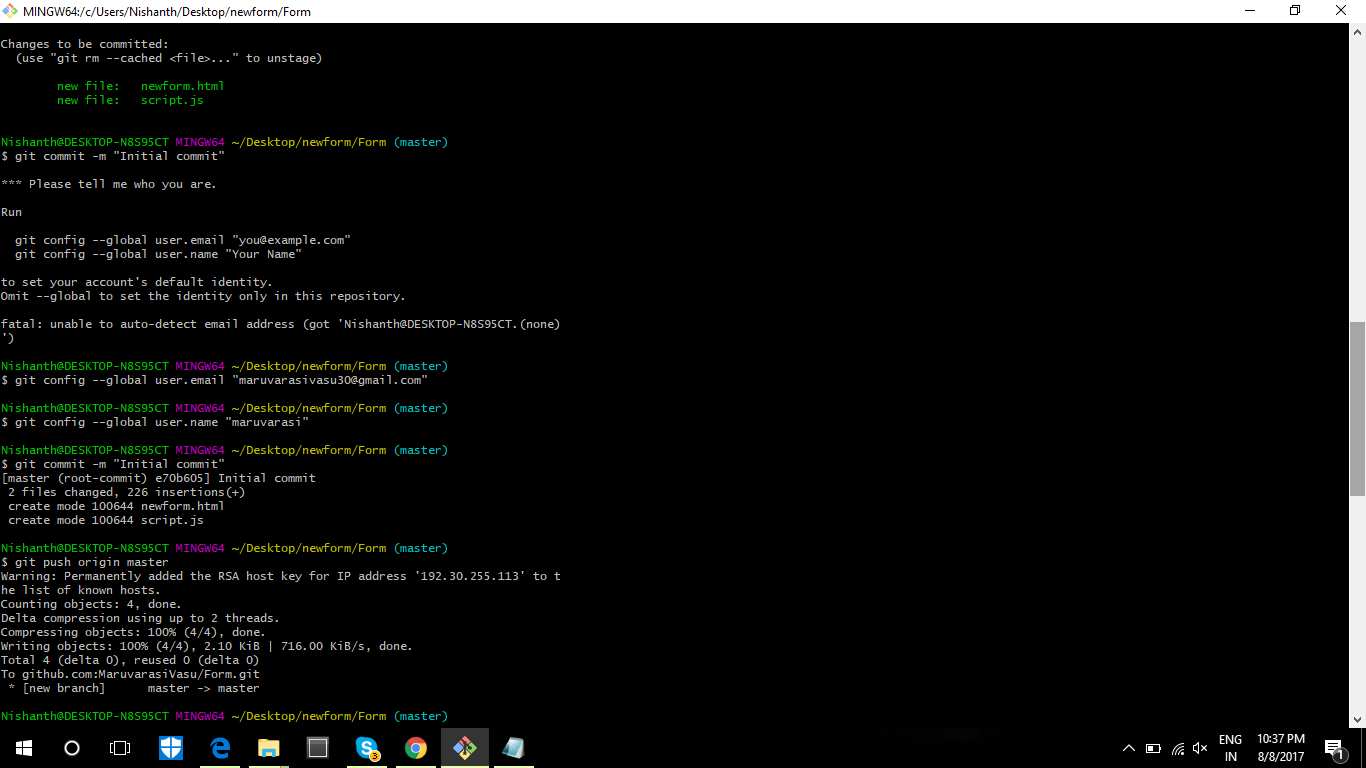 MINGW64:/c/Users/Nishanth/Desktop/newform/Form
Changes to be committed:
  (use "git rm --cached <file>..." to unstage)
        new file:   newform.html
        new file:   script.js
Nishanth@DESKTOP-N8S95CT MINGW64 ~/Desktop/newform/Form (master)
$ git commit -m "Initial commit"
*** Please tell me who you are.
Run
  git config --global user.email "you@example.com"
  git config --global user.name "Your Name"
to set your account's default identity.
Omit --global to set the identity only in this repository.
fatal: unable to auto-detect email address (got 'Nishanth@DESKTOP-N8S95CT.(none)
')
Nishanth@DESKTOP-N8S95CT MINGW64 ~/Desktop/newform/Form (master)
$ git config --global user.email "maruvarasivasu30@gmail.com"
Nishanth@DESKTOP-N8S95CT MINGW64 ~/Desktop/newform/Form (master)
$ git config --global user.name "maruvarasi"
Nishanth@DESKTOP-N8S95CT MINGW64 ~/Desktop/newform/Form (master)
$ git commit -m "Initial commit"
[master (root-commit) e70b605] Initial commit
 2 files changed, 226 insertions(+)
 create mode 100644 newform.html
 create mode 100644 script.js
Nishanth@DESKTOP-N8S95CT MINGW64 ~/Desktop/newform/Form (master)
$ git push origin master
Warning: Permanently added the RSA host key for IP address '192.30.255.113' to t
he list of known hosts.
Counting objects: 4, done.
Delta compression using up to 2 threads.
Compressing objects: 100% (4/4), done.
Writing objects: 100% (4/4), 2.10 KiB | 716.00 KiB/s, done.
Total 4 (delta 0), reused 0 (delta 0)
To github.com:MaruvarasiVasu/Form.git
 * [new branch]      master -> master
Nishanth@DESKTOP-N8S95CT MINGW64 ~/Desktop/newform/Form (master)
3
ENG
IN
10:37 PM
8/8/2017
1